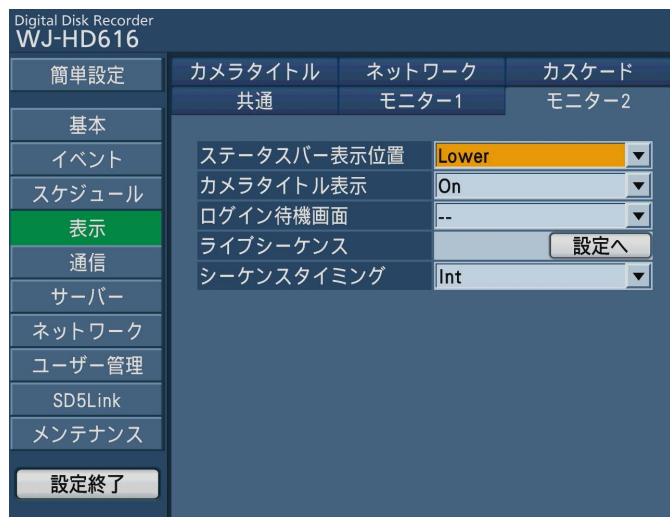 Digital Disk Recorder
WJ-HD616
簡単設定
基本
イベント
スケジュール
表示
通信
サーバー
ネットワーク
ユーザー管理
SD5Link
メンテナンス
設定終了
カメラタイトル ネットワーク カスケード
共通 モニター1 モニター2
ステータスバー表示位置 Lower
カメラタイトル表示 On
ログイン待機画面 --
ライブシーケンス 設定へ
シーケンスタイミング Int